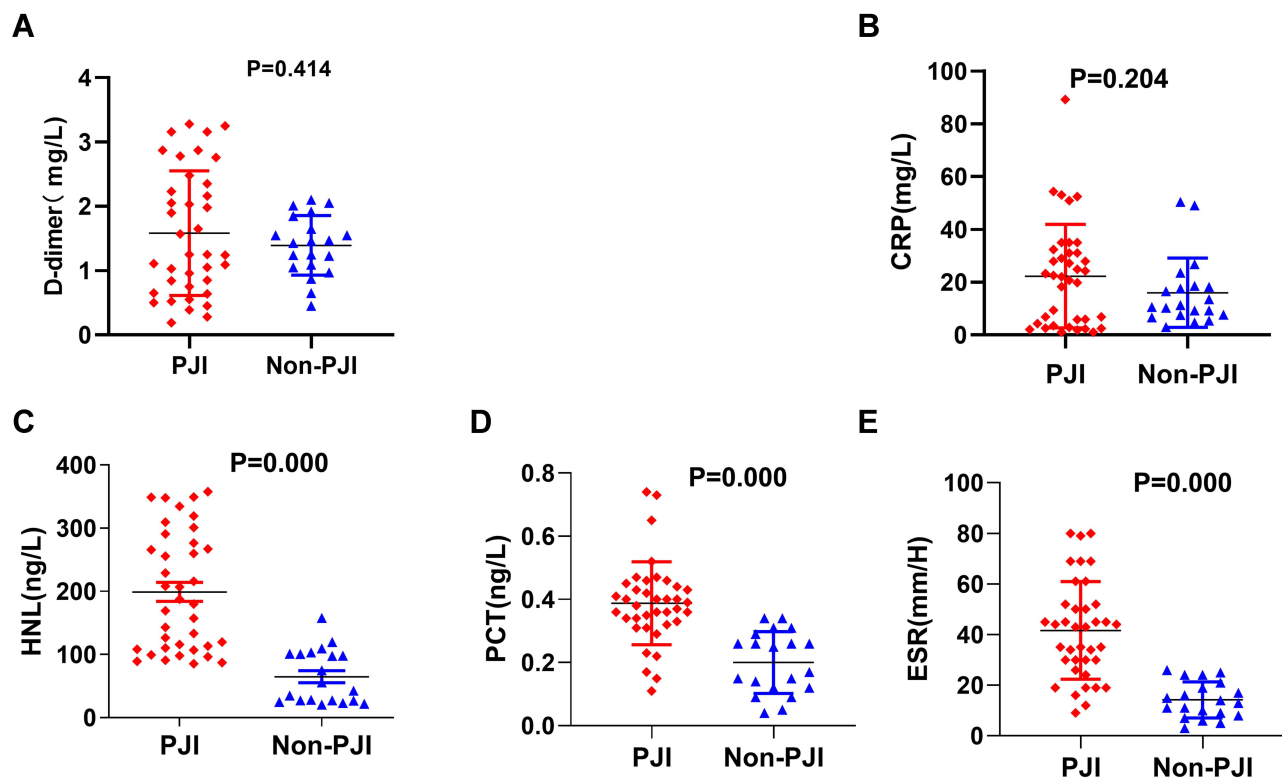 A
P=0.414
D-dimer( mg/L)
4
3
2
1
0
PJI
Non-PJI
B
P=0.204
CRP(mg/L)
100
80
60
40
20
0
PJI
Non-PJI
C
P=0.000
HNL(ng/L)
400
300
200
100
0
PJI
Non-PJI
D
P=0.000
PCT(ng/L)
0.8
0.6
0.4
0.2
0.0
PJI
Non-PJI
E
P=0.000
ESR(mm/H)
100
80
60
40
20
0
PJI
Non-PJI